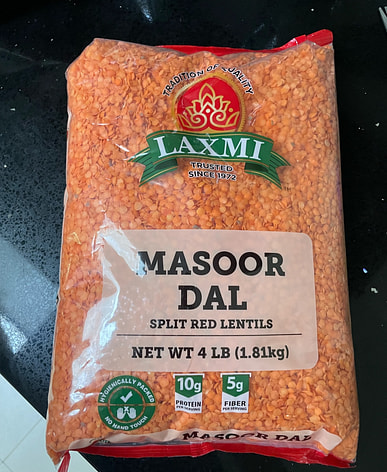 TRADITION OF QUALITY
LAXMI
TRUSTED
SINCE 1972
MASOOR
DAL
SPLIT RED LENTILS
NET WT 4 LB (1.81kg)
HYGIENICALLY PACKED
NO HAND TOUCH
10g
PROTEIN
PER SERVING
5g
FIBER
PER SERVING
MASOOR DAL